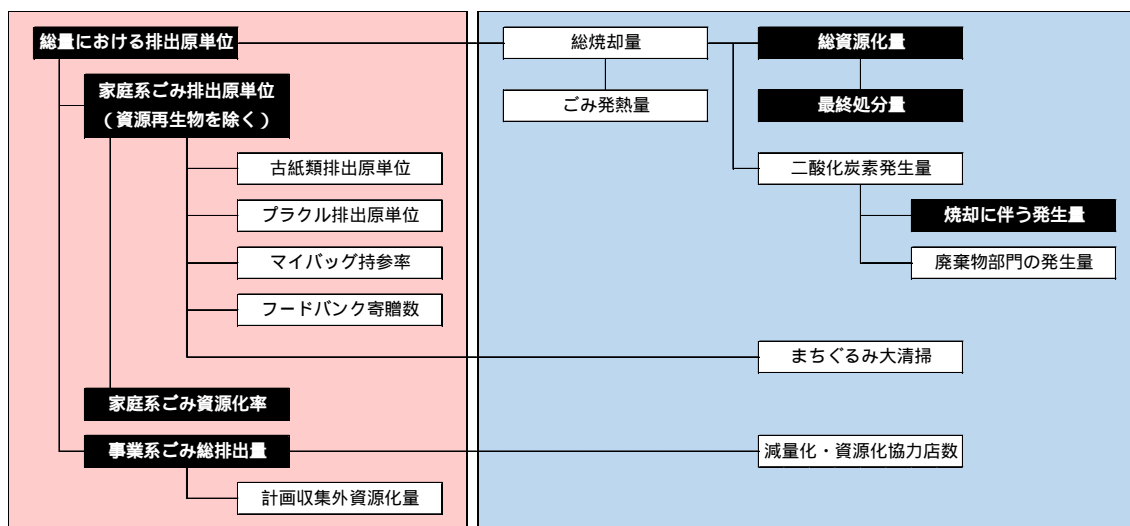 総量における排出原単位
総焼却量
総資源化量
家庭系ごみ排出原単位
（資源再生物を除く）
ごみ発熱量
最終処分量
古紙類排出原単位
二酸化炭素発生量
プラクル排出原単位
焼却に伴う発生量
マイバッグ持参率
廃棄物部門の発生量
フードバンク寄贈数
まちぐるみ大清掃
家庭系ごみ資源化率
事業系ごみ総排出量
減量化・資源化協力店数
計画収集外資源化量